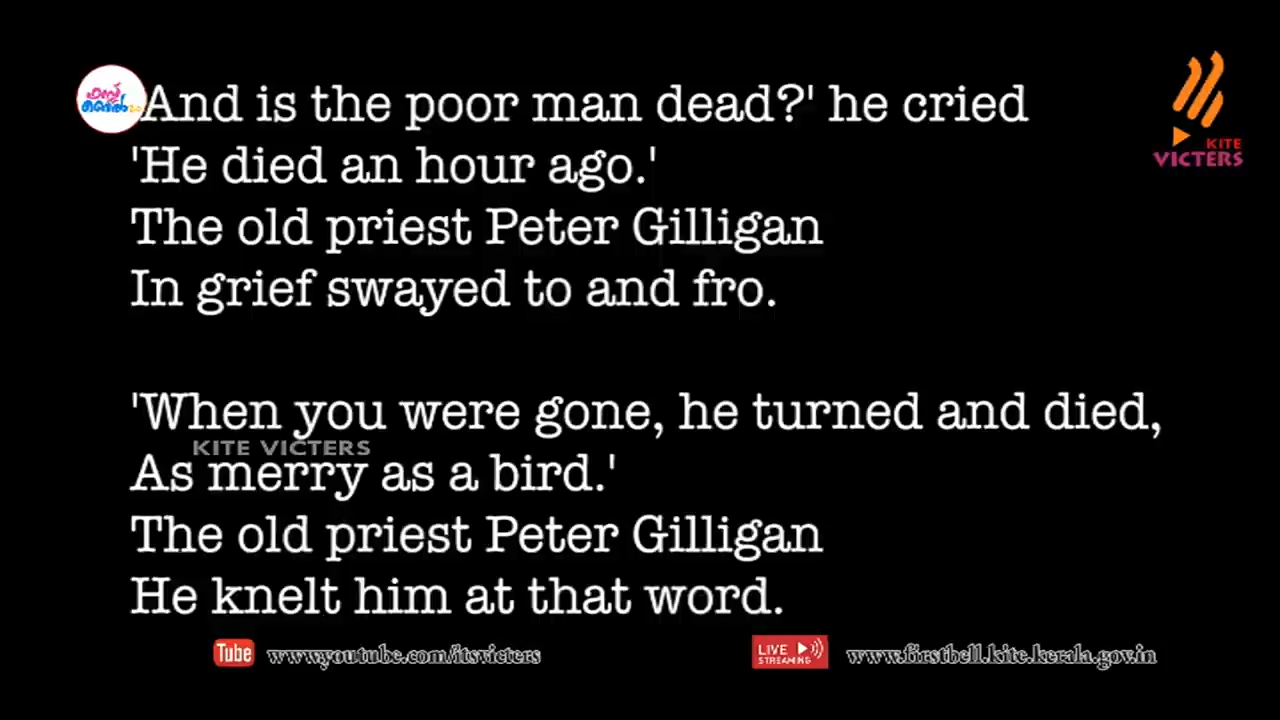 And is the poor man dead?' he cried
'He died an hour ago.'
The old priest Peter Gilligan
In grief swayed to and fro.
'When you were gone, he turned and died,
As merry as a bird.'
The old priest Peter Gilligan
He knelt him at that word.
KITE VICTERS
KITE
VICTERS
Tube www.youtube.com/itsvicters
LIVE STREAMING www.firstbell.kite.kerala.gov.in